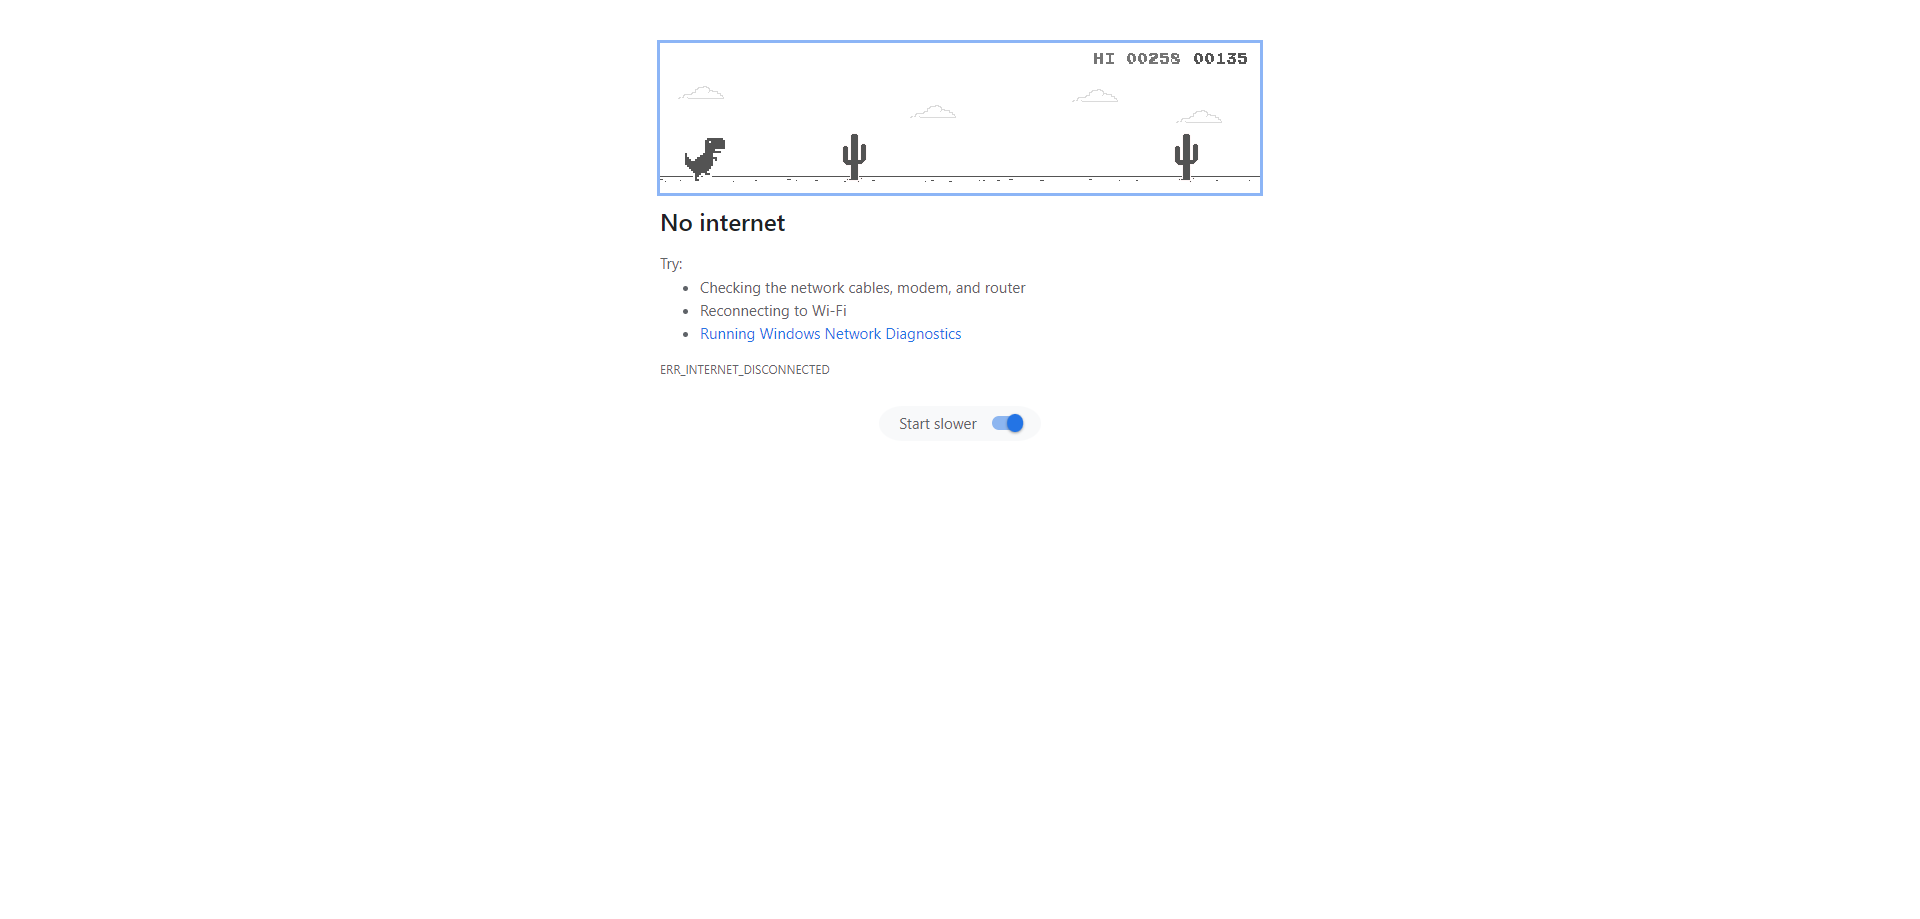 HI 00258 00135
No internet
Try:
Checking the network cables, modem, and router
Reconnecting to Wi-Fi
Running Windows Network Diagnostics
ERR_INTERNET_DISCONNECTED
Start slower